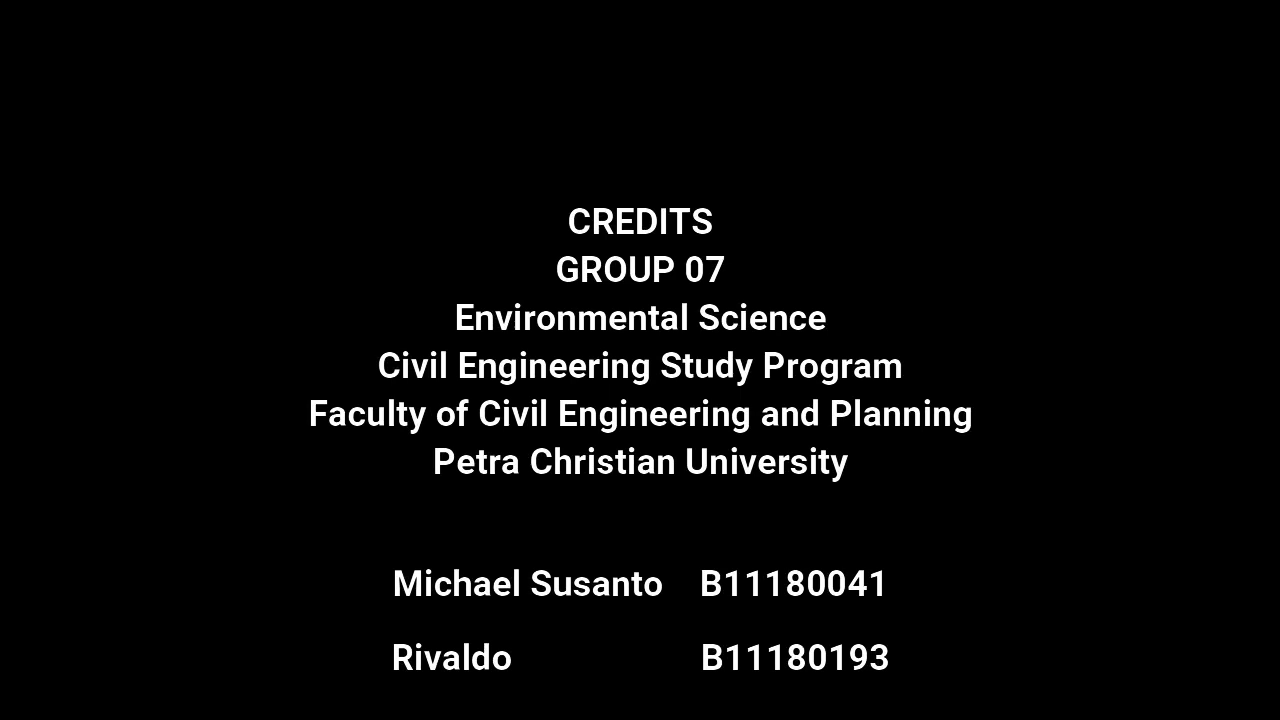 CREDITS
GROUP 07
Environmental Science
Civil Engineering Study Program
Faculty of Civil Engineering and Planning
Petra Christian University
Michael Susanto B11180041
Rivaldo B11180193